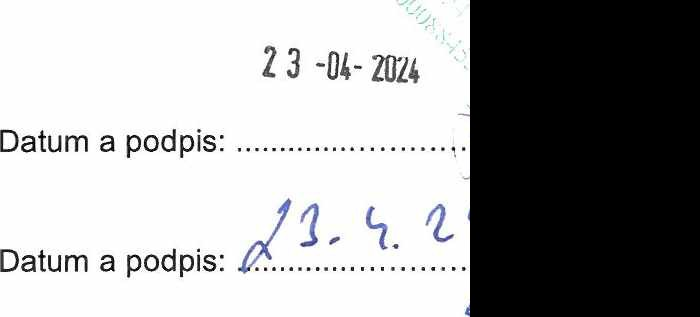 23 -04- 2024
Datum a podpis: ........................
23. 4. 2
Datum a podpis: ........................